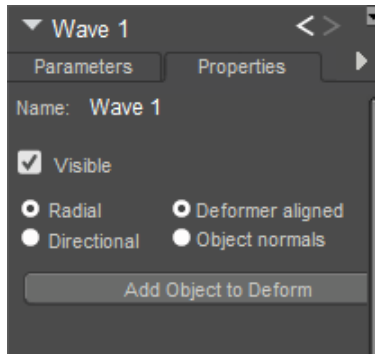 Wave 1
Parameters Properties
Name: Wave 1
Visible
Radial Deformer aligned
Directional Object normals
Add Object to Deform